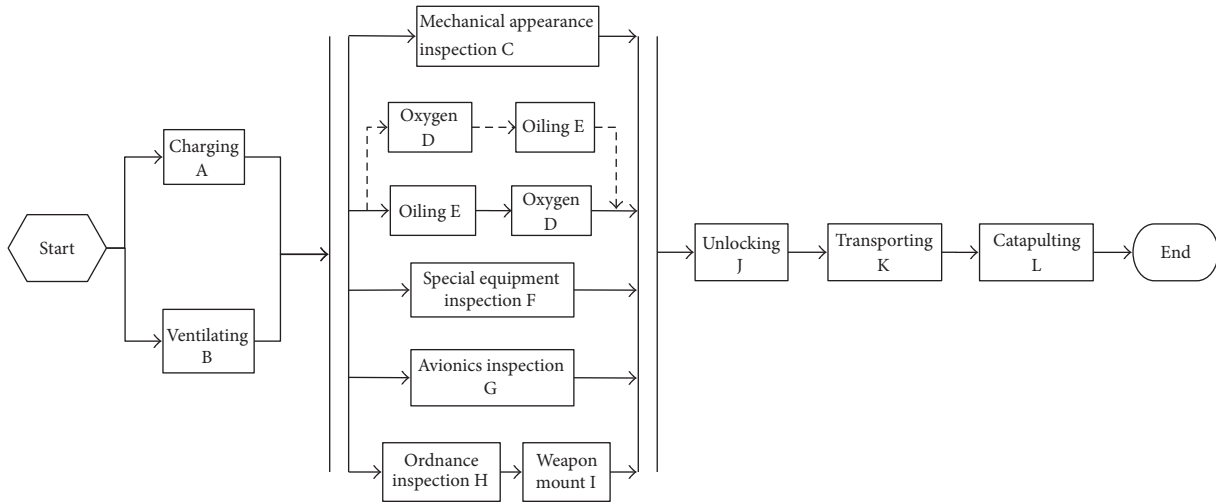 Start
Charging
A
Ventilating
B
Mechanical appearance
inspection C
Oxygen
D
Oiling E
Oiling E
Oxygen
D
Special equipment
inspection F
Avionics inspection
G
Ordnance
inspection H
Weapon
mount I
Unlocking
J
Transporting
K
Catapulting
L
End